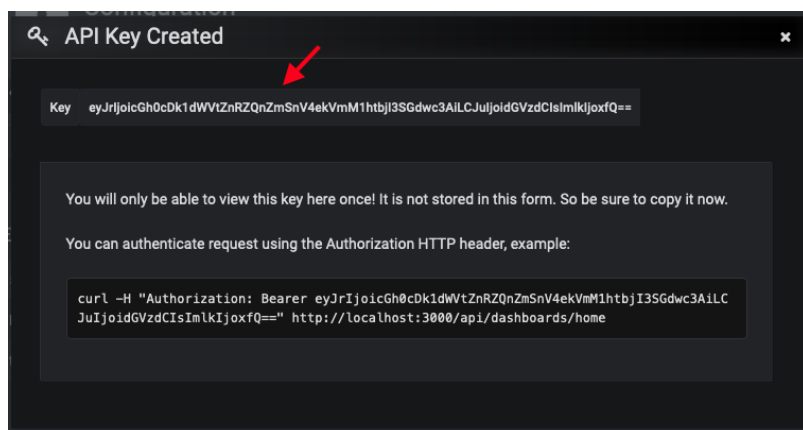 Configuration
API Key Created
Key eyJrIjoicGh0cDk1dWVtZnRZQnZmSnV4ekVmM1htbjI3SGdwc3AiLCJuIjoidGVzdCIsImlkIjoxfQ==
You will only be able to view this key here once! It is not stored in this form. So be sure to copy it now.
You can authenticate request using the Authorization HTTP header, example:
curl -H "Authorization: Bearer eyJrIjoicGh0cDk1dWVtZnRZQnZmSnV4ekVmM1htbjI3SGdwc3AiLC
JuIjoidGVzdCIsImlkIjoxfQ==" http://localhost:3000/api/dashboards/home